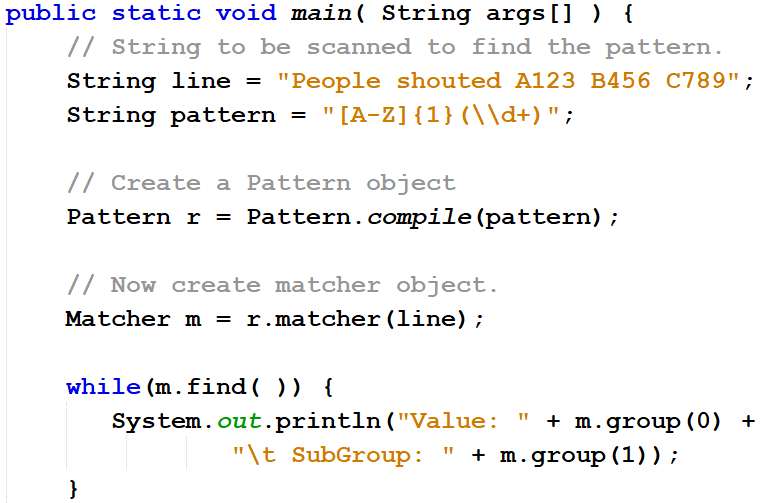 public static void main( String args[] ) {
// String to be scanned to find the pattern.
String line = "People shouted A123 B456 C789";
String pattern = "[A-Z]{1}(\\d+)";
// Create a Pattern object
Pattern r = Pattern.compile(pattern);
// Now create matcher object.
Matcher m = r.matcher(line);
while(m.find( )) {
System.out.println("Value: " + m.group(0) +
"\t SubGroup: " + m.group(1));
}